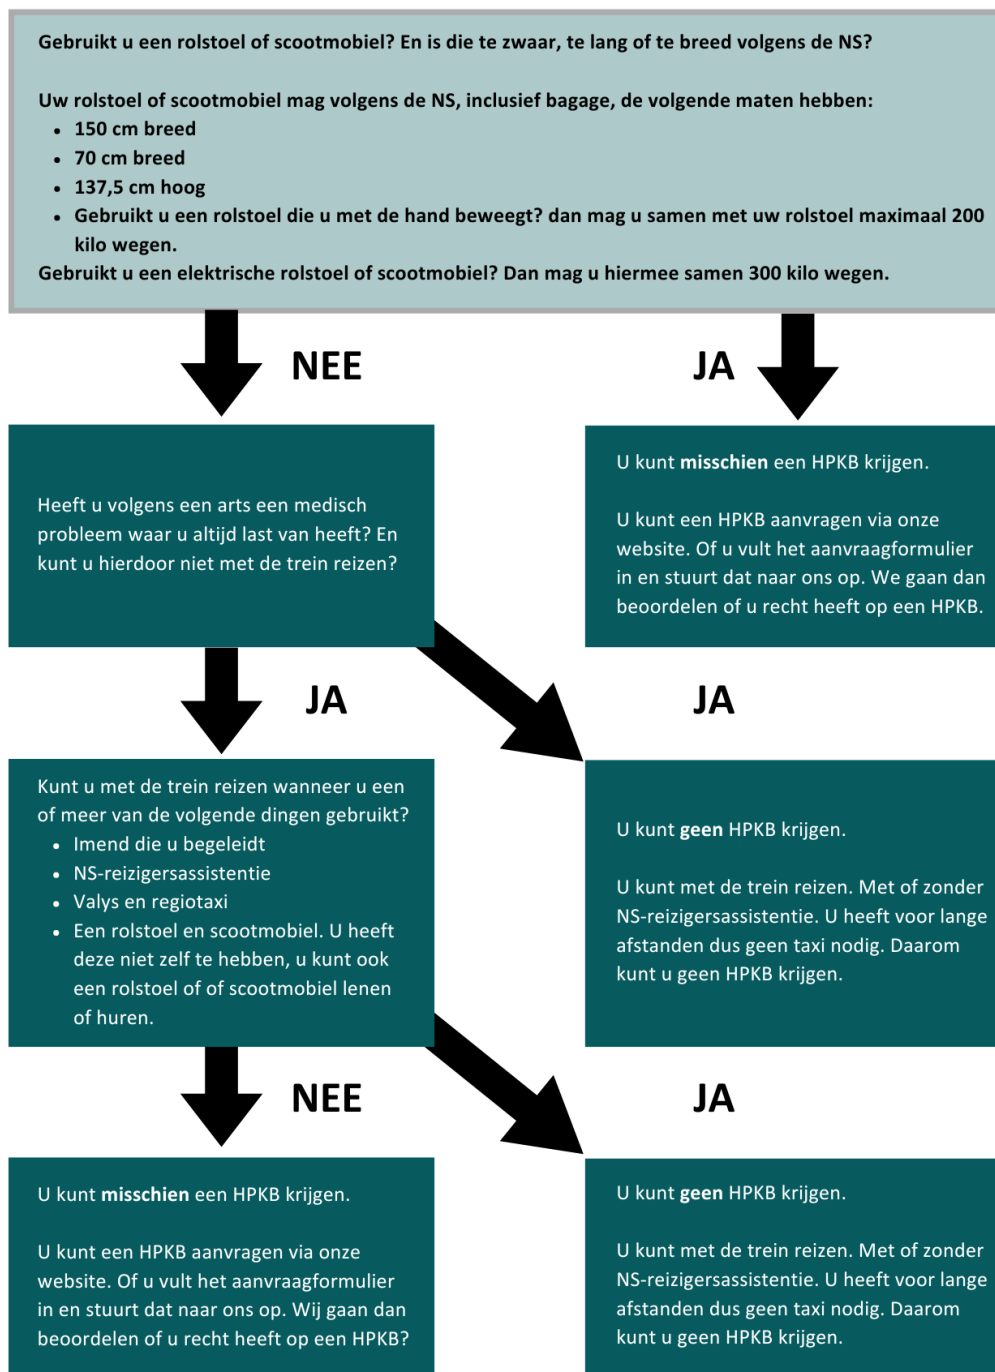 Gebruikt u een rolstoel of scootmobiel? En is die te zwaar, te lang of te breed volgens de NS?
Uw rolstoel of scootmobiel mag volgens de NS, inclusief bagage, de volgende maten hebben:
• 150 cm breed
• 70 cm breed
• 137,5 cm hoog
• Gebruikt u een rolstoel die u met de hand beweegt? dan mag u samen met uw rolstoel maximaal 200
kilo wegen.
Gebruikt u een elektrische rolstoel of scootmobiel? Dan mag u hiermee samen 300 kilo wegen.
NEE
JA
Heeft u volgens een arts een medisch
probleem waar u altijd last van heeft? En
kunt u hierdoor niet met de trein reizen?
U kunt misschien een HPKB krijgen.
U kunt een HPKB aanvragen via onze
website. Of u vult het aanvraagformulier
in en stuurt dat naar ons op. We gaan dan
beoordelen of u recht heeft op een HPKB.
JA
JA
Kunt u met de trein reizen wanneer u een
of meer van de volgende dingen gebruikt?
• Imend die u begeleidt
• NS-reizigersassistentie
• Valys en regiotaxi
• Een rolstoel en scootmobiel. U heeft
deze niet zelf te hebben, u kunt ook
een rolstoel of of scootmobiel lenen
of huren.
U kunt geen HPKB krijgen.
U kunt met de trein reizen. Met of zonder
NS-reizigersassistentie. U heeft voor lange
afstanden dus geen taxi nodig. Daarom
kunt u geen HPKB krijgen.
NEE
JA
U kunt misschien een HPKB krijgen.
U kunt een HPKB aanvragen via onze
website. Of u vult het aanvraagformulier
in en stuurt dat naar ons op. Wij gaan dan
beoordelen of u recht heeft op een HPKB?
U kunt geen HPKB krijgen.
U kunt met de trein reizen. Met of zonder
NS-reizigersassistentie. U heeft voor lange
afstanden dus geen taxi nodig. Daarom
kunt u geen HPKB krijgen.